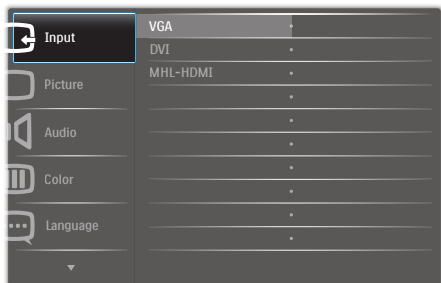 Input
Picture
Audio
Color
Language
VGA
DVI
MHL-HDMI